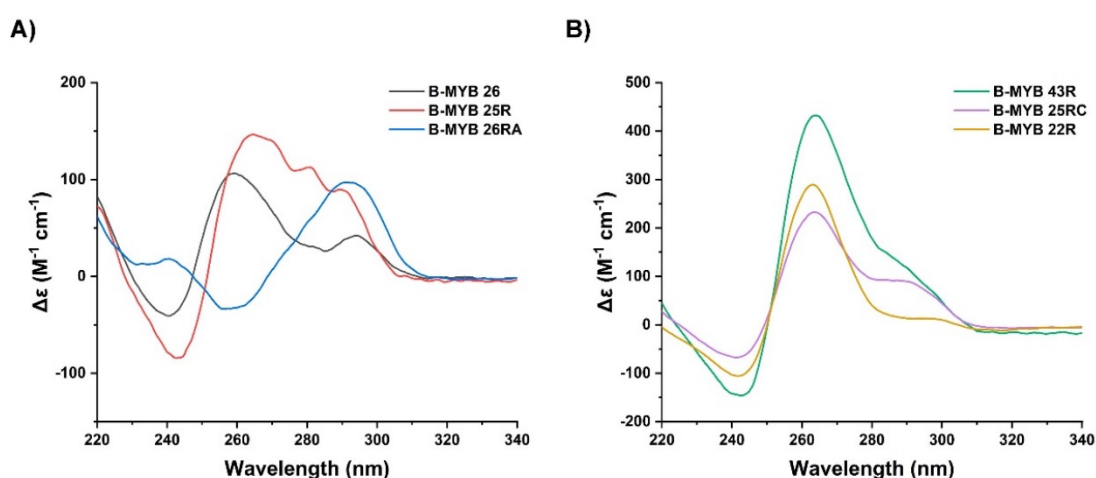 A)
B-MYB 26
B-MYB 25R
B-MYB 26RA
200
100
0
-100
Δε (M⁻¹ cm⁻¹)
220 240 260 280 300 320 340
Wavelength (nm)
B)
B-MYB 43R
B-MYB 25RC
B-MYB 22R
500
400
300
200
100
0
-100
-200
Δε (M⁻¹ cm⁻¹)
220 240 260 280 300 320 340
Wavelength (nm)